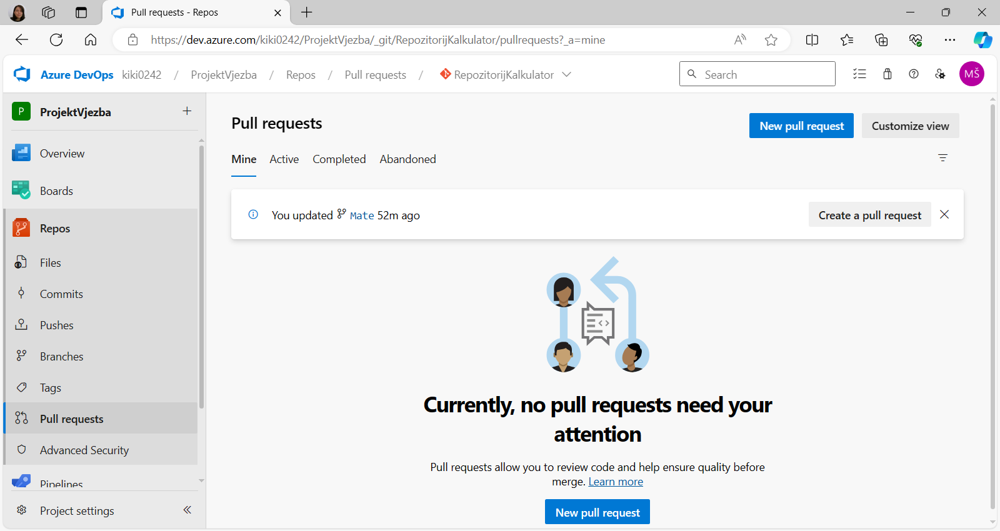 Pull requests - Repos
https://dev.azure.com/kiki0242/ProjektVjezba/_git/RepozitorijKalkulator/pullrequests?_a=mine
Azure DevOps kiki0242 / ProjektVjezba / Repos / Pull requests / RepozitorijKalkulator
Search
MŠ
P ProjektVjezba
Overview
Boards
Repos
Files
Commits
Pushes
Branches
Tags
Pull requests
Advanced Security
Pipelines
Project settings
Pull requests
New pull request
Customize view
Mine Active Completed Abandoned
You updated Mate 52m ago
Create a pull request
Currently, no pull requests need your
attention
Pull requests allow you to review code and help ensure quality before
merge. Learn more
New pull request